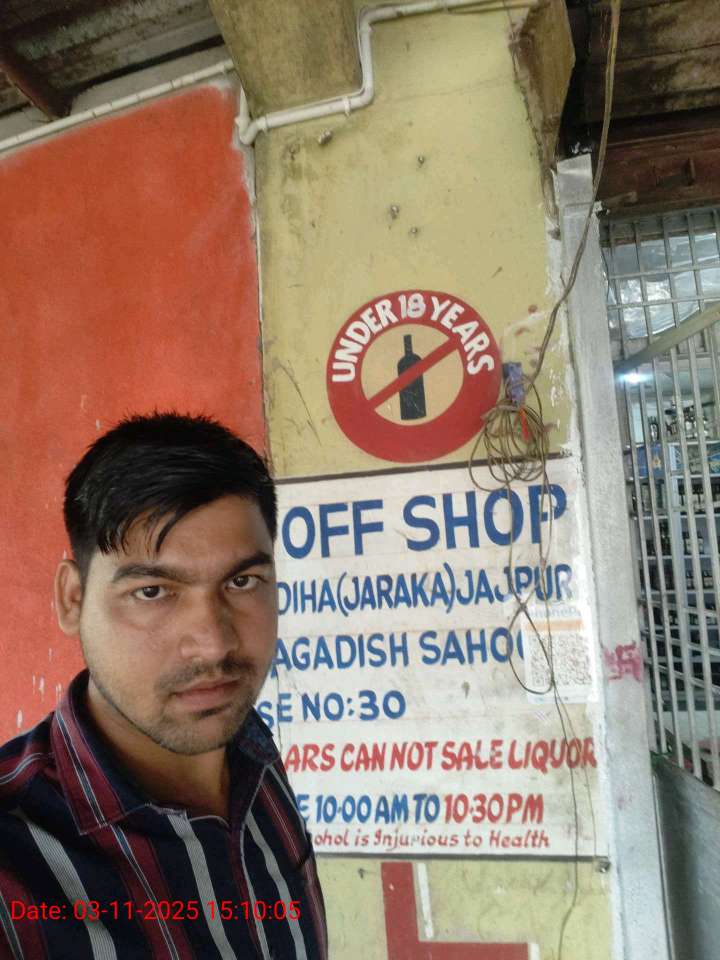 UNDER 18 YEARS
OFF SHOP
DIHA(JARAKA)JAJPUR
AGADISH SAHO
SE NO:30
ARS CAN NOT SALE LIQUOR
E 10·00 AM TO 10·30 PM
ohol is Injurious to Health
Date: 03-11-2025 15:10:05